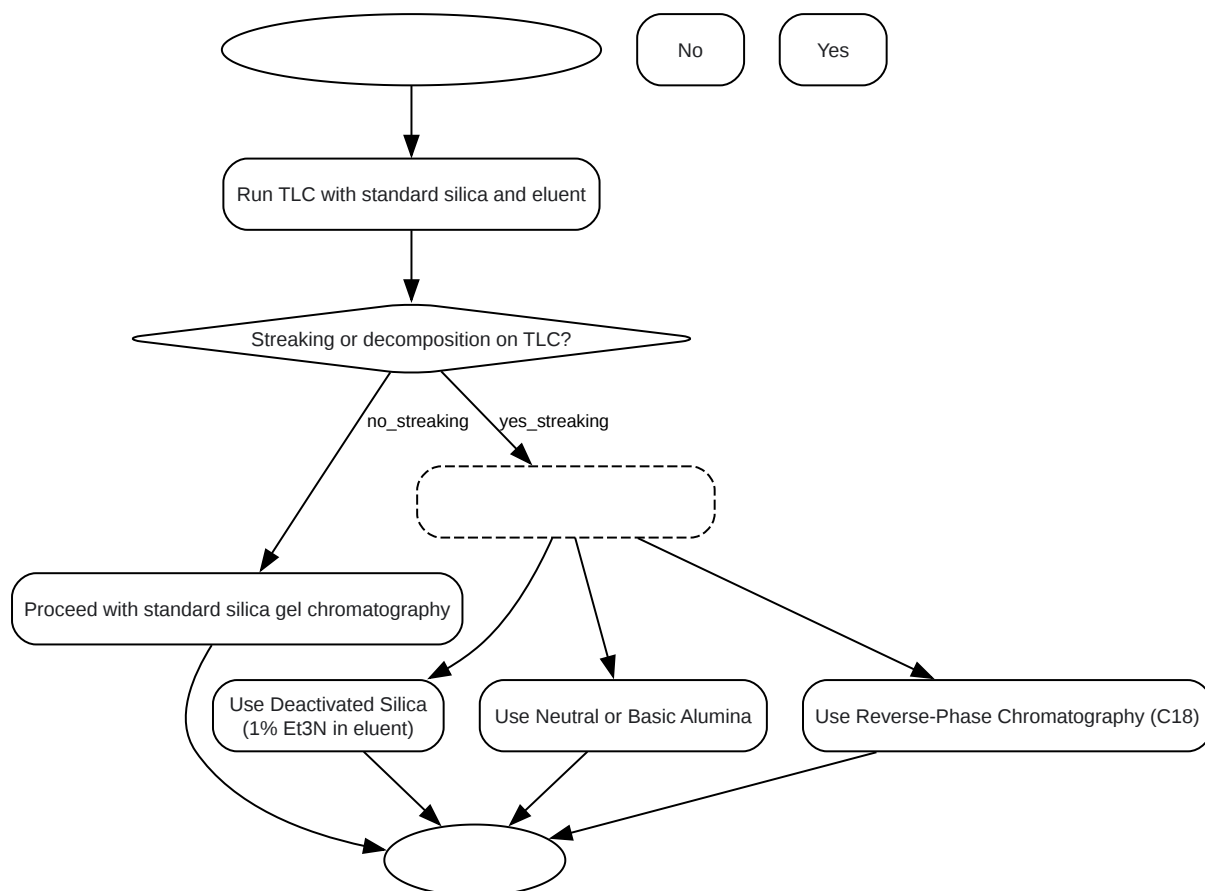 No
Yes
Run TLC with standard silica and eluent
Streaking or decomposition on TLC?
no_streaking
yes_streaking
Proceed with standard silica gel chromatography
Use Deactivated Silica
(1% Et3N in eluent)
Use Neutral or Basic Alumina
Use Reverse-Phase Chromatography (C18)